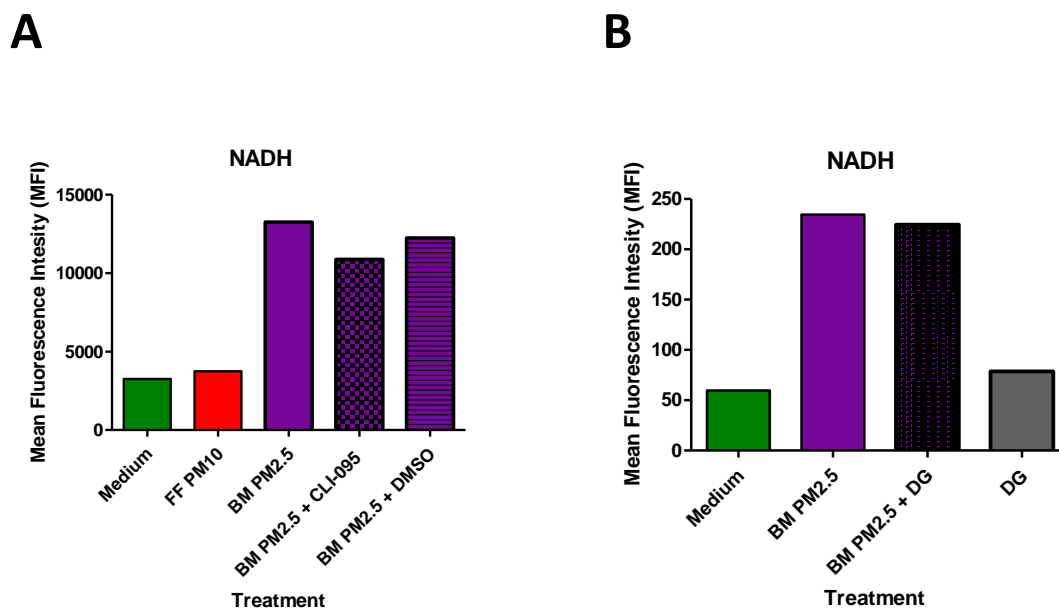 A
NADH
Mean Fluorescence Intesity (MFI)
15000
10000
5000
0
Medium
FF PM10
BM PM2.5
BM PM2.5 + CLI-095
BM PM2.5 + DMSO
Treatment
B
NADH
Mean Fluorescence Intesity (MFI)
250
200
150
100
50
0
Medium
BM PM2.5
BM PM2.5 + DG
DG
Treatment